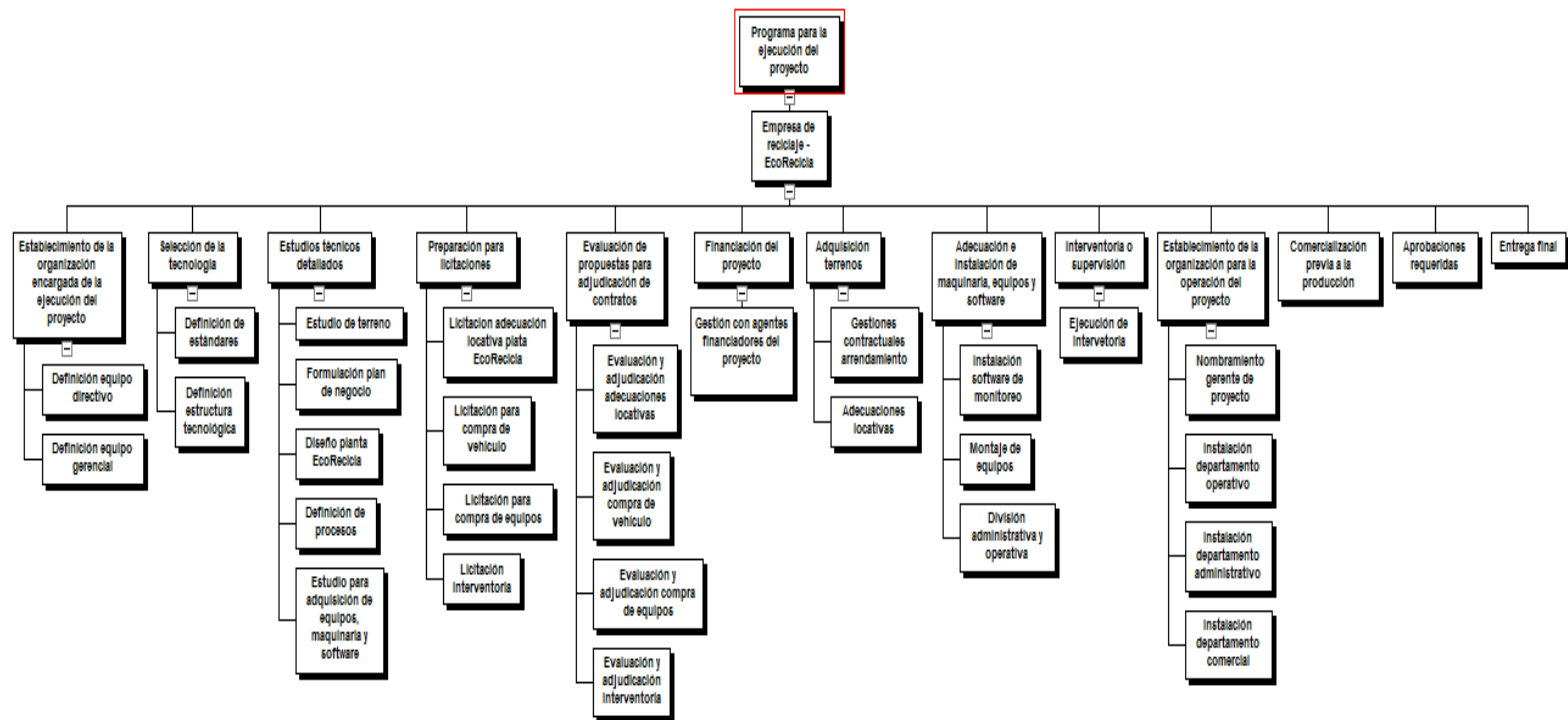 Programa para la
ejecución del
proyecto
Empresa de
reciclaje -
EcoRecicla
Establecimiento de la
organización
encargada de la
ejecución del
proyecto
Definición equipo
directivo
Definición equipo
gerencial
Selección de la
tecnología
Definición de
estándares
Definición
estructura
tecnológica
Estudios técnicos
detallados
Estudio de terreno
Formulación plan
de negocio
Diseño planta
EcoRecicla
Definición de
procesos
Estudio para
adquisición de
equipos,
maquinaria y
software
Preparación para
licitaciones
Licitacion adecuación
locativa plata
EcoRecicla
Licitación para
compra de
vehículo
Licitación para
compra de equipos
Licitación
interventoria
Evaluación de
propuestas para
adjudicación de
contratos
Evaluación y
adjudicación
adecuaciones
locativas
Evaluación y
adjudicación
compra de
vehículo
Evaluación y
adjudicación compra
de equipos
Evaluación y
adjudicación
interventoría
Financiación del
proyecto
Gestión con agentes
financiadores del
proyecto
Adquisición
terrenos
Gestiones
contractuales
arrendamiento
Adecuaciones
locativas
Adecuación e
instalación de
maquinaria, equipos y
software
Instalación
software de
monitoreo
Montaje de
equipos
División
administrativa y
operativa
Interventoria o
supervisión
Ejecución de
intervetoria
Establecimiento de la
organización para la
operación del
proyecto
Nombramiento
gerente de
proyecto
Instalación
departamento
operativo
Instalación
departamento
administrativo
Instalación
departamento
comercial
Comercialización
previa a la
producción
Aprobaciones
requeridas
Entrega final